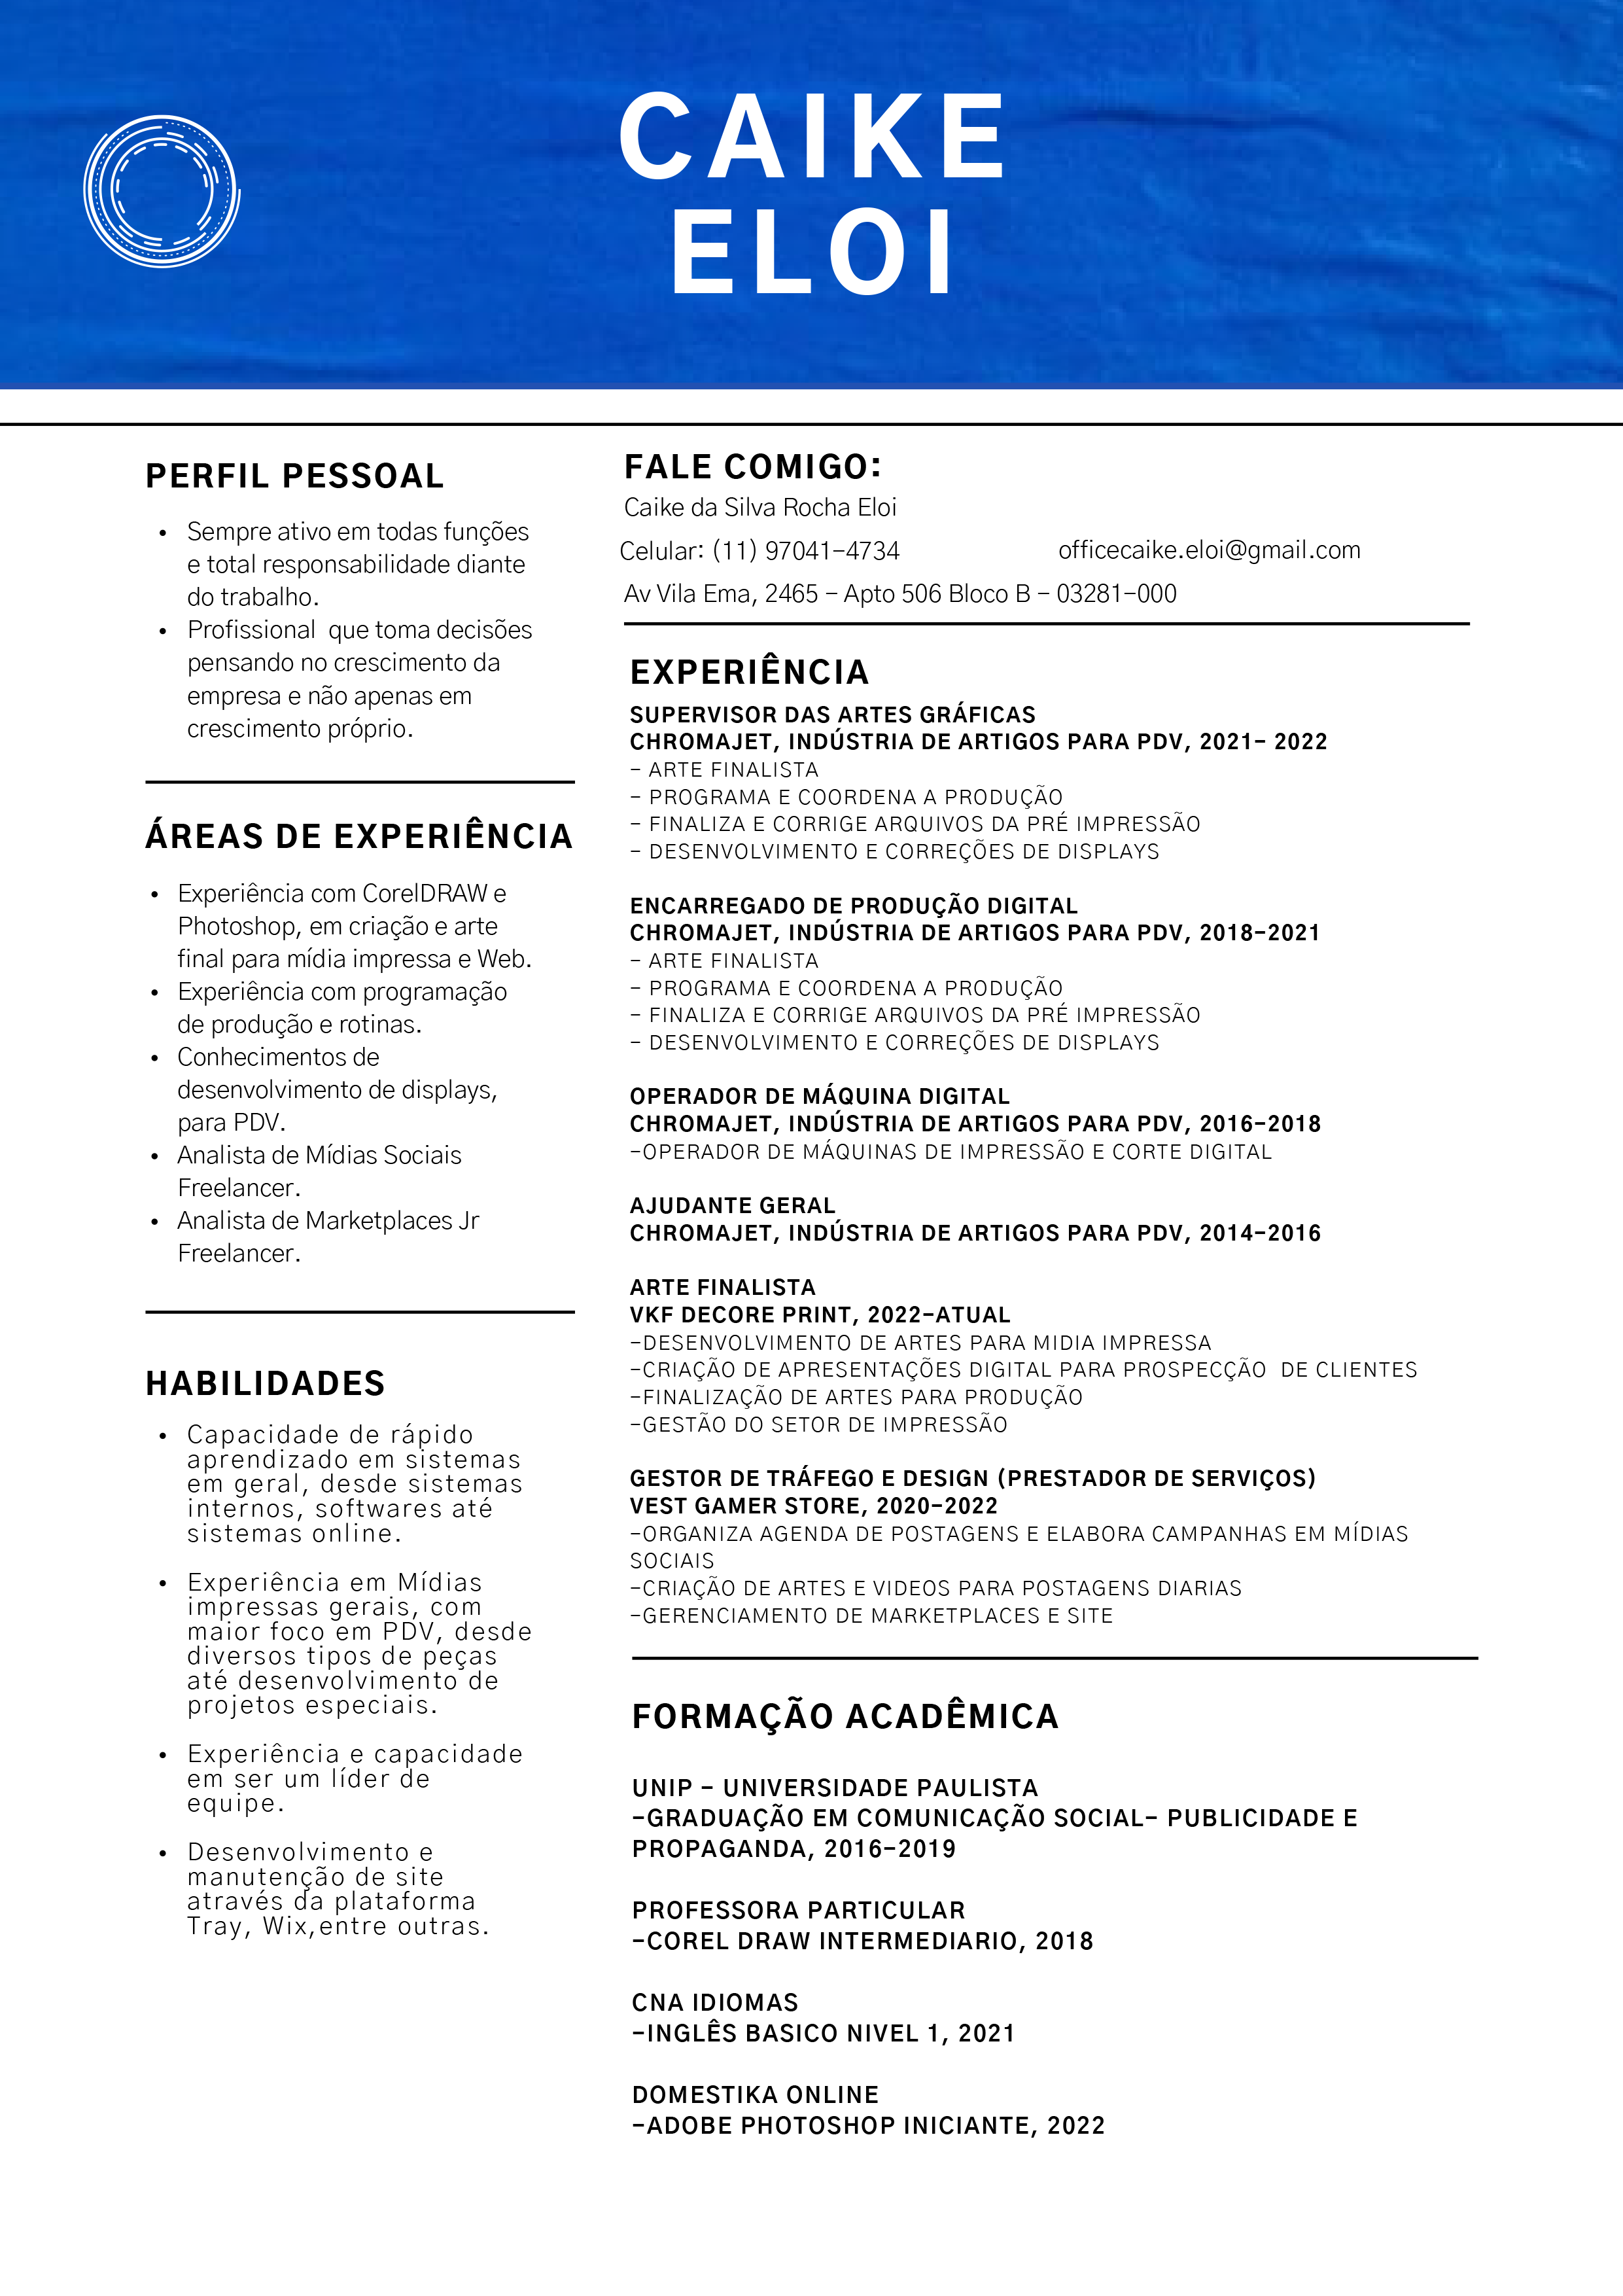 CAIKE
ELOI
PERFIL PESSOAL
• Sempre ativo em todas funções
e total responsabilidade diante
do trabalho.
• Profissional  que toma decisões
pensando no crescimento da
empresa e não apenas em
crescimento próprio.
ÁREAS DE EXPERIÊNCIA
• Experiência com CorelDRAW e
Photoshop, em criação e arte
final para mídia impressa e Web.
• Experiência com programação
de produção e rotinas.
• Conhecimentos de
desenvolvimento de displays,
para PDV.
• Analista de Mídias Sociais
Freelancer.
• Analista de Marketplaces Jr
Freelancer.
HABILIDADES
• Capacidade de rápido
aprendizado em sistemas
em geral, desde sistemas
internos, softwares até
sistemas online.
• Experiência em Mídias
impressas gerais, com
maior foco em PDV, desde
diversos tipos de peças
até desenvolvimento de
projetos especiais.
• Experiência e capacidade
em ser um líder de
equipe.
• Desenvolvimento e
manutenção de site
através da plataforma
Tray, Wix,entre outras.
FALE COMIGO:
Caike da Silva Rocha Eloi
Celular: (11) 97041-4734 officecaike.eloi@gmail.com
Av Vila Ema, 2465 - Apto 506 Bloco B - 03281-000
EXPERIÊNCIA
SUPERVISOR DAS ARTES GRÁFICAS
CHROMAJET, INDÚSTRIA DE ARTIGOS PARA PDV, 2021- 2022
- ARTE FINALISTA
- PROGRAMA E COORDENA A PRODUÇÃO
- FINALIZA E CORRIGE ARQUIVOS DA PRÉ IMPRESSÃO
- DESENVOLVIMENTO E CORREÇÕES DE DISPLAYS
ENCARREGADO DE PRODUÇÃO DIGITAL
CHROMAJET, INDÚSTRIA DE ARTIGOS PARA PDV, 2018-2021
- ARTE FINALISTA
- PROGRAMA E COORDENA A PRODUÇÃO
- FINALIZA E CORRIGE ARQUIVOS DA PRÉ IMPRESSÃO
- DESENVOLVIMENTO E CORREÇÕES DE DISPLAYS
OPERADOR DE MÁQUINA DIGITAL
CHROMAJET, INDÚSTRIA DE ARTIGOS PARA PDV, 2016-2018
-OPERADOR DE MÁQUINAS DE IMPRESSÃO E CORTE DIGITAL
AJUDANTE GERAL
CHROMAJET, INDÚSTRIA DE ARTIGOS PARA PDV, 2014-2016
ARTE FINALISTA
VKF DECORE PRINT, 2022-ATUAL
-DESENVOLVIMENTO DE ARTES PARA MIDIA IMPRESSA
-CRIAÇÃO DE APRESENTAÇÕES DIGITAL PARA PROSPECÇÃO  DE CLIENTES
-FINALIZAÇÃO DE ARTES PARA PRODUÇÃO
-GESTÃO DO SETOR DE IMPRESSÃO
GESTOR DE TRÁFEGO E DESIGN (PRESTADOR DE SERVIÇOS)
VEST GAMER STORE, 2020-2022
-ORGANIZA AGENDA DE POSTAGENS E ELABORA CAMPANHAS EM MÍDIAS
SOCIAIS
-CRIAÇÃO DE ARTES E VIDEOS PARA POSTAGENS DIARIAS
-GERENCIAMENTO DE MARKETPLACES E SITE
FORMAÇÃO ACADÊMICA
UNIP - UNIVERSIDADE PAULISTA
-GRADUAÇÃO EM COMUNICAÇÃO SOCIAL- PUBLICIDADE E
PROPAGANDA, 2016-2019
PROFESSORA PARTICULAR
-COREL DRAW INTERMEDIARIO, 2018
CNA IDIOMAS
-INGLÊS BASICO NIVEL 1, 2021
DOMESTIKA ONLINE
-ADOBE PHOTOSHOP INICIANTE, 2022